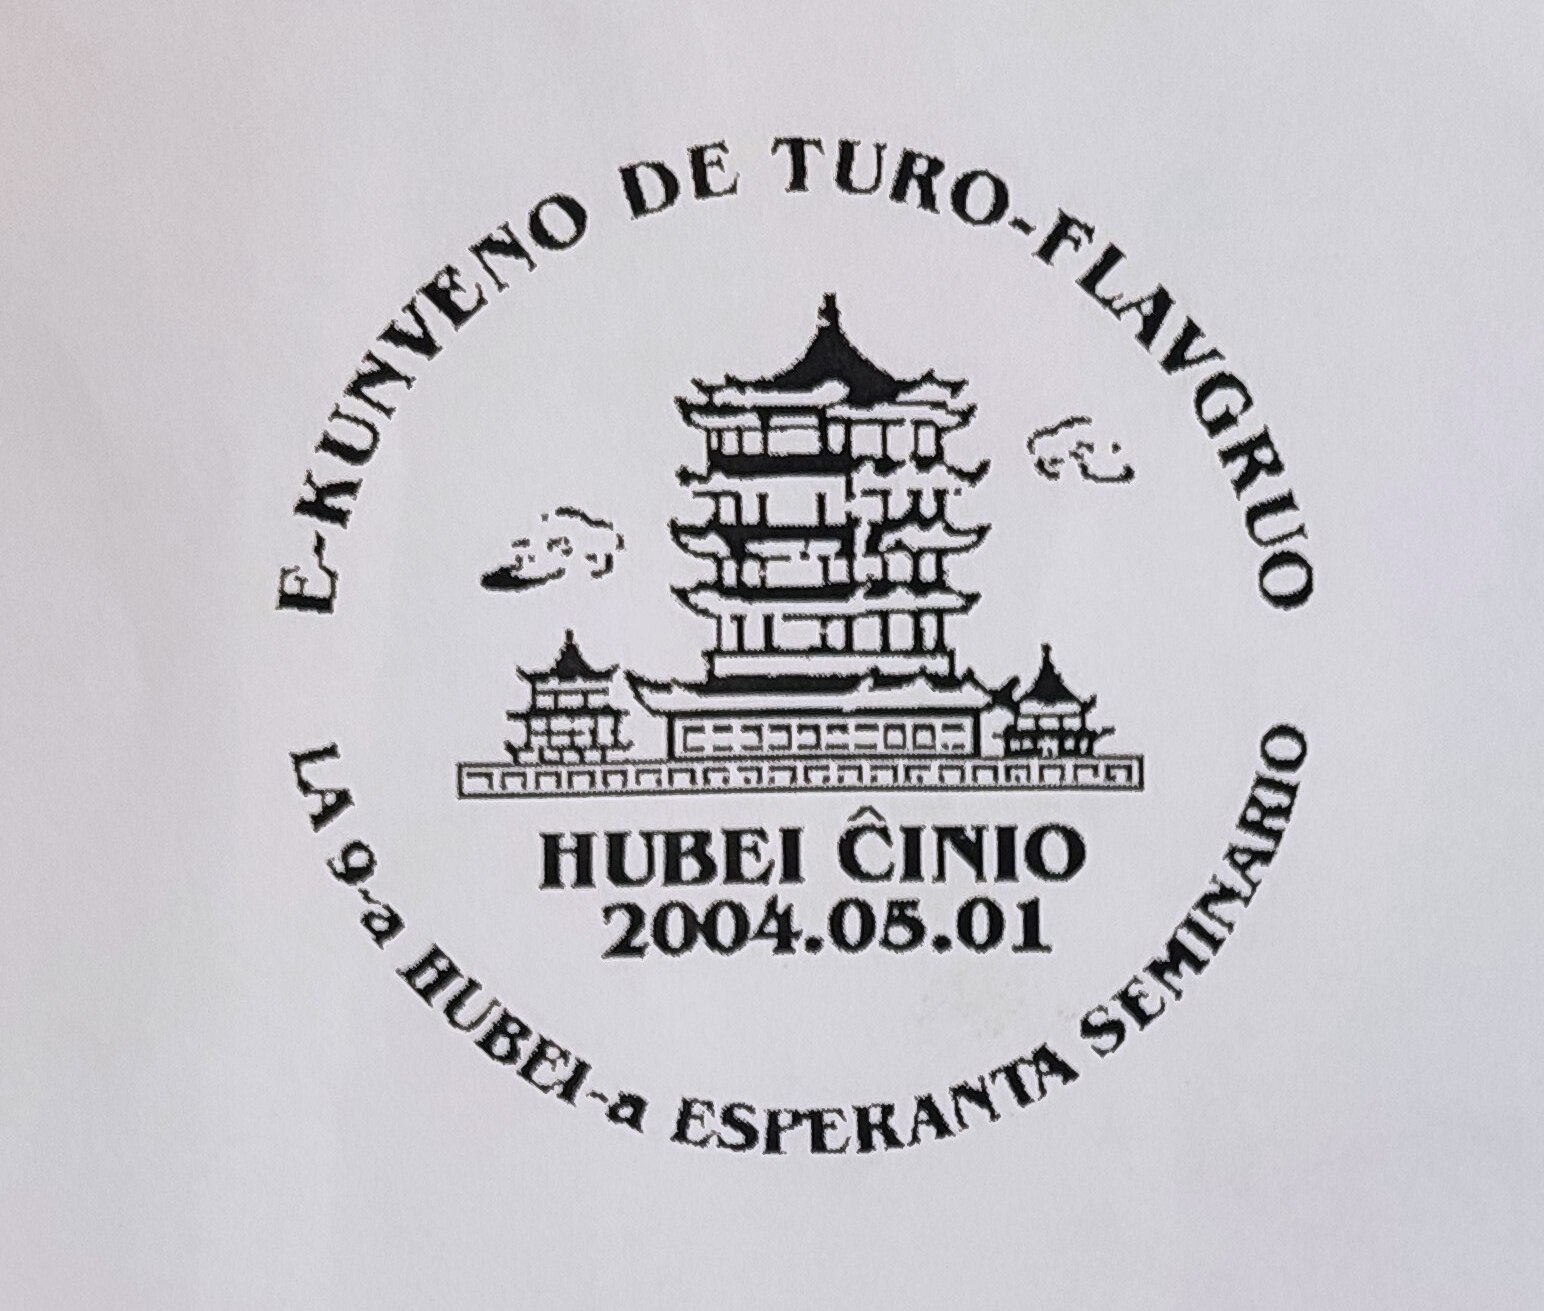 E-KUNVENO DE TURO-FLAVGRUO
HUBEI ĈINIO
2004.05.01
LA 9-a HUBEI-a ESPERANTA SEMINARIO